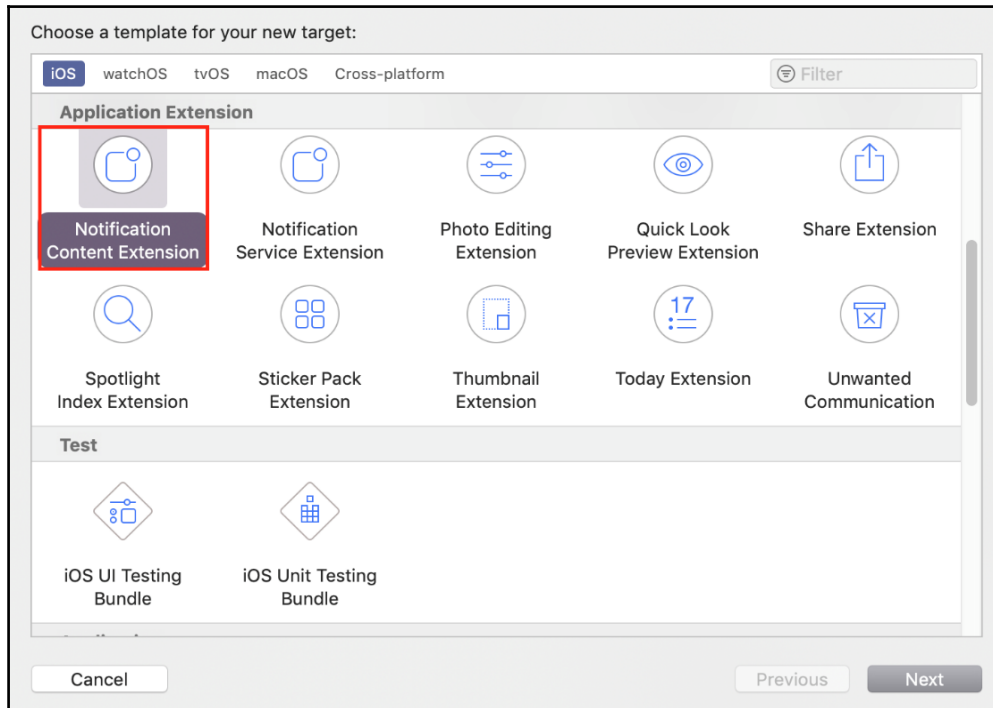 Choose a template for your new target:
iOS watchOS tvOS macOS Cross-platform Filter
Application Extension
Notification Content Extension
Notification Service Extension
Photo Editing Extension
Quick Look Preview Extension
Share Extension
17
Spotlight Index Extension
Sticker Pack Extension
Thumbnail Extension
Today Extension
Unwanted Communication
Test
iOS UI Testing Bundle
iOS Unit Testing Bundle
Cancel Previous Next